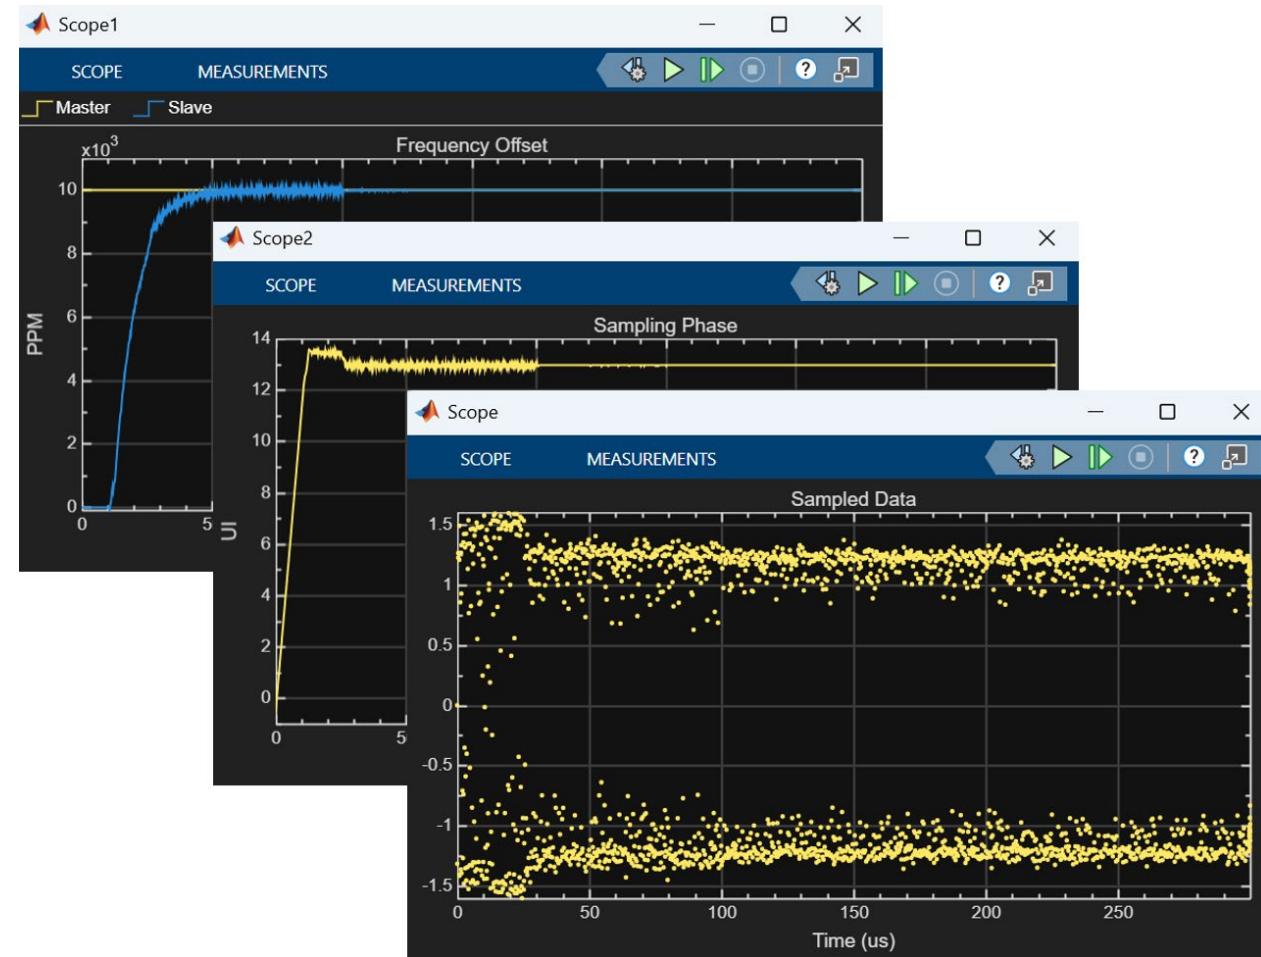 Scope1
SCOPE MEASUREMENTS ?
Master Slave
x10³ Frequency Offset
10
8
6
4
2
0
PPM
0 5
Scope2
SCOPE MEASUREMENTS ?
Sampling Phase
14
12
10
8
6
4
2
0
UI
0 5
Scope
SCOPE MEASUREMENTS ?
Sampled Data
1.5
1
0.5
0
-0.5
-1
-1.5
0 50 100 150 200 250
Time (us)